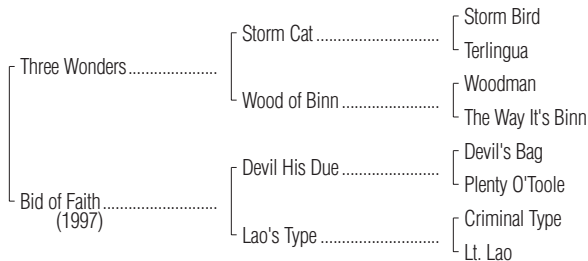 Storm Bird
Storm Cat ..................................
Terlingua
Three Wonders........................
Woodman
Wood of Binn ............................
The Way It's Binn
Devil's Bag
Devil His Due ............................
Plenty O'Toole
Bid of Faith ...............................
(1997)
Criminal Type
Lao's Type .................................
Lt. Lao